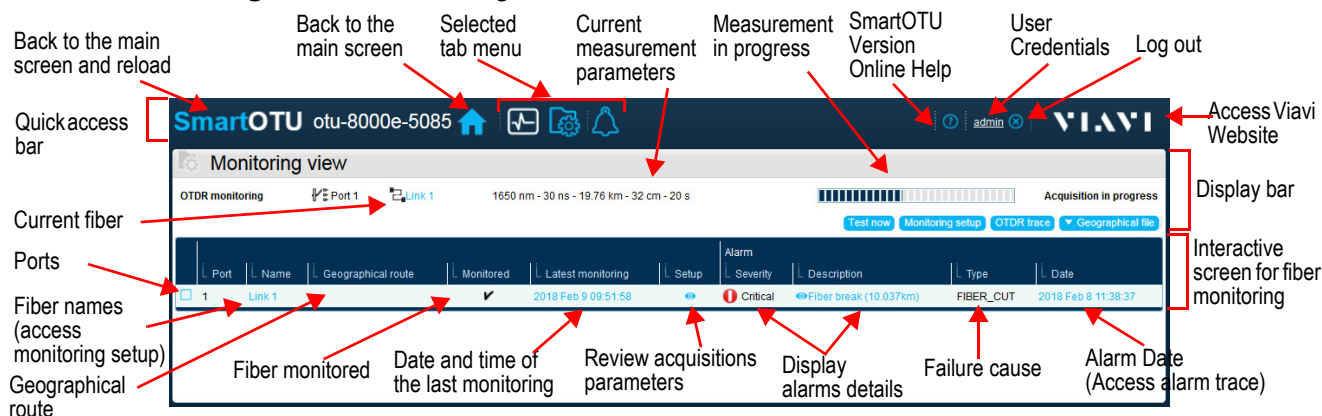 Back to the main
screen and reload
Back to the
main screen
Selected
tab menu
Current
measurement
parameters
Measurement
in progress
SmartOTU
Version
Online Help
User
Credentials
Log out
Quick access
bar
SmartOTU otu-8000e-5085
? admin
VIAVI
Access Viavi
Website
Monitoring view
OTDR monitoring Port 1 Link 1 1650 nm - 30 ns - 19.76 km - 32 cm - 20 s Acquisition in progress
Display bar
Current fiber
Test now Monitoring setup OTDR trace Geographical file
Interactive
screen for fiber
monitoring
Ports
Alarm
Port Name Geographical route Monitored Latest monitoring Setup Severity Description Type Date
1 Link 1 2018 Feb 9 09:51:58 Critical Fiber break (10.037km) FIBER_CUT 2018 Feb 8 11:38:37
Fiber names
(access
monitoring setup)
Geographical
route
Fiber monitored
Date and time of
the last monitoring
Review acquisitions
parameters
Display
alarms details
Failure cause
Alarm Date
(Access alarm trace)